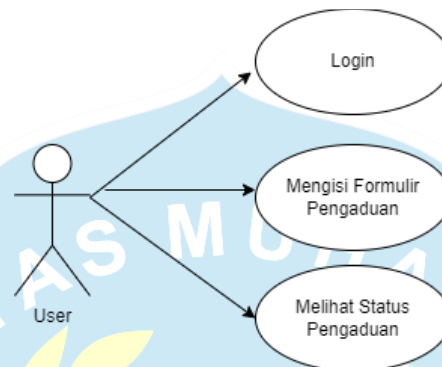 Login
Mengisi Formulir
Pengaduan
Melihat Status
Pengaduan
User